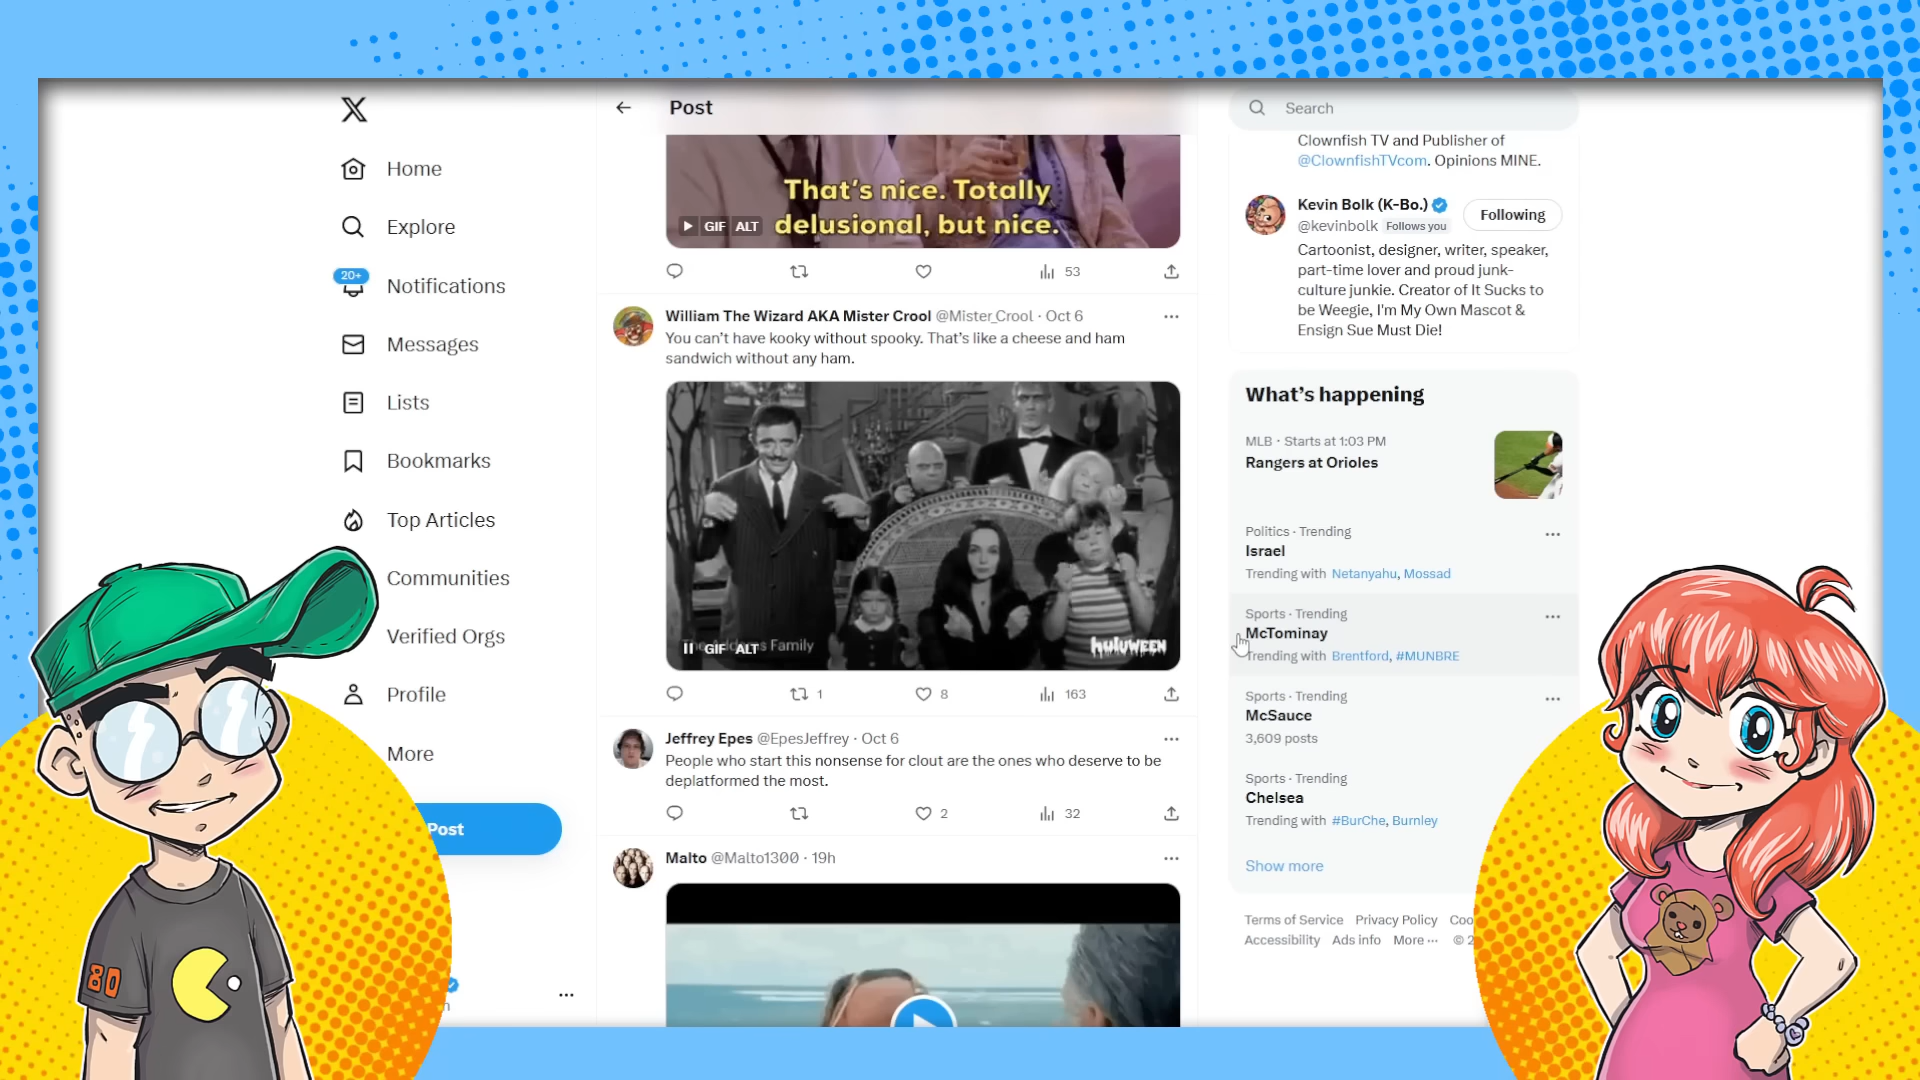 Home
Explore
20+
Notifications
Messages
Lists
Bookmarks
Top Articles
Communities
Verified Orgs
Profile
More
Post
80
Post
That's nice. Totally
delusional, but nice.
GIF ALT
53
William The Wizard AKA Mister Crool @Mister_Crool · Oct 6
You can't have kooky without spooky. That's like a cheese and ham
sandwich without any ham.
The Addams Family
GIF ALT
huluween
1
8
163
Jeffrey Epes @EpesJeffrey · Oct 6
People who start this nonsense for clout are the ones who deserve to be
deplatformed the most.
2
32
Malto @Malto1300 · 19h
Search
Clownfish TV and Publisher of
@ClownfishTVcom. Opinions MINE.
Kevin Bolk (K-Bo.)
Following
@kevinbolk Follows you
Cartoonist, designer, writer, speaker,
part-time lover and proud junk-
culture junkie. Creator of It Sucks to
be Weegie, I'm My Own Mascot &
Ensign Sue Must Die!
What's happening
MLB · Starts at 1:03 PM
Rangers at Orioles
Politics · Trending
Israel
Trending with Netanyahu, Mossad
Sports · Trending
McTominay
Trending with Brentford, #MUNBRE
Sports · Trending
McSauce
3,609 posts
Sports · Trending
Chelsea
Trending with #BurChe, Burnley
Show more
Terms of Service Privacy Policy Coo
Accessibility Ads info More ··· © 2